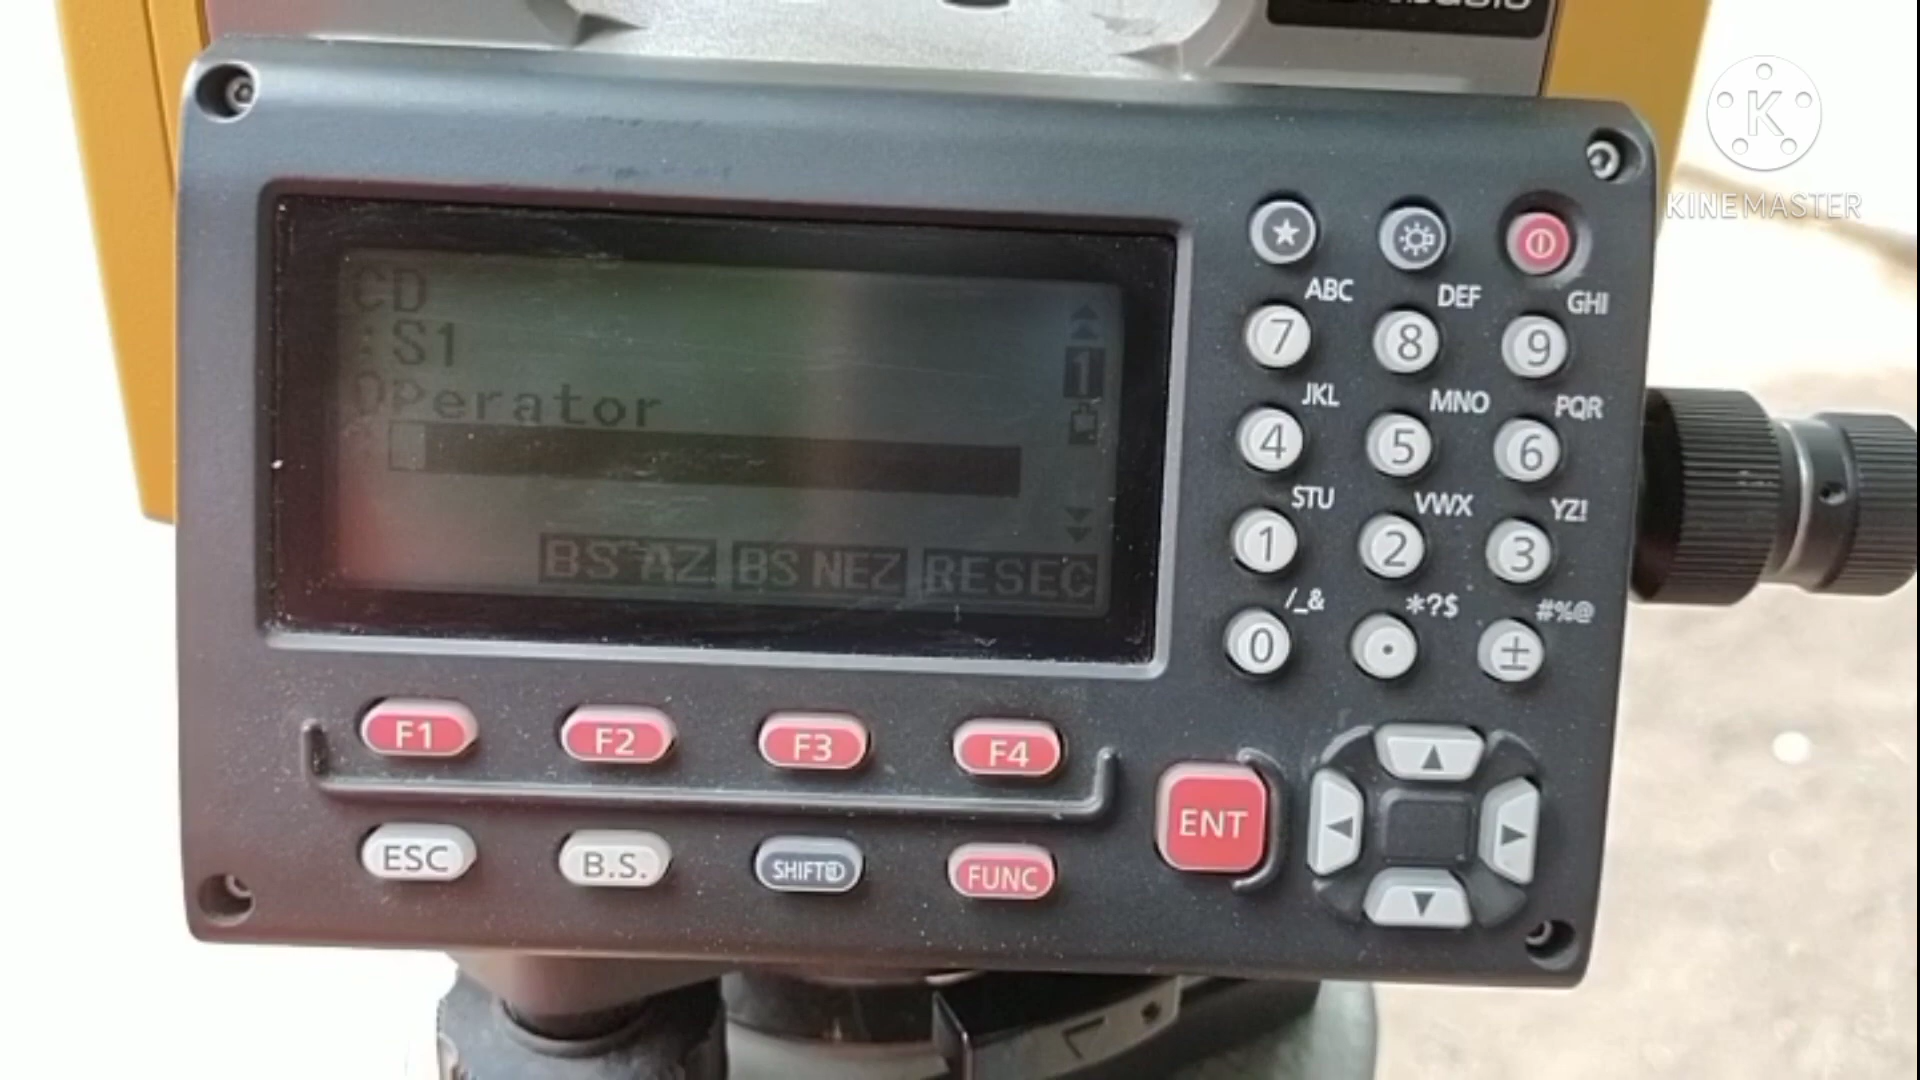 KINEMASTER
CD
:S1
Operator
BS AZ BS NEZ RESEC
ABC DEF GHI
7 8 9
JKL MNO PQR
4 5 6
STU VWX YZ!
1 2 3
/_& *?$ #%@
0 . ±
F1 F2 F3 F4
ESC B.S. SHIFT FUNC
ENT